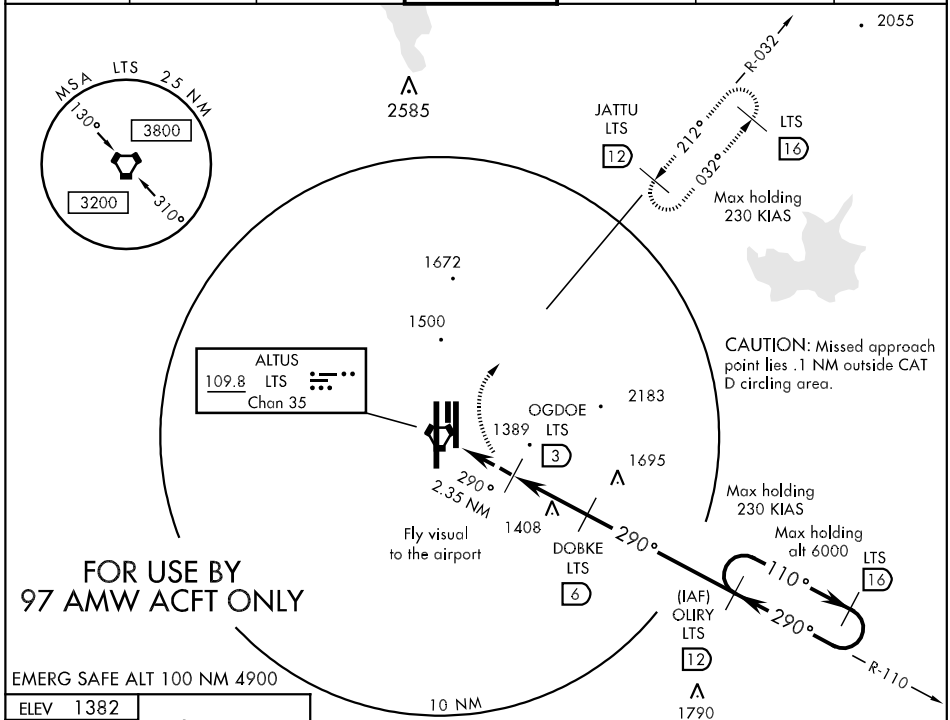 2055
MSA LTS 25 NM
130°
3800
3200
310°
2585
R-032
JATTU
LTS
12
212°
032°
LTS
16
Max holding
230 KIAS
1672
1500
ALTUS
109.8 LTS
Chan 35
CAUTION: Missed approach
point lies .1 NM outside CAT
D circling area.
OGDOE
LTS
3
2183
1389
1695
290°
2.35 NM
1408
Fly visual
to the airport
DOBKE
LTS
6
290°
Max holding
230 KIAS
Max holding
alt 6000
LTS
16
110°
290°
(IAF)
OLIRY
LTS
12
R-110
1790
FOR USE BY
97 AMW ACFT ONLY
EMERG SAFE ALT 100 NM 4900
10 NM
ELEV 1382